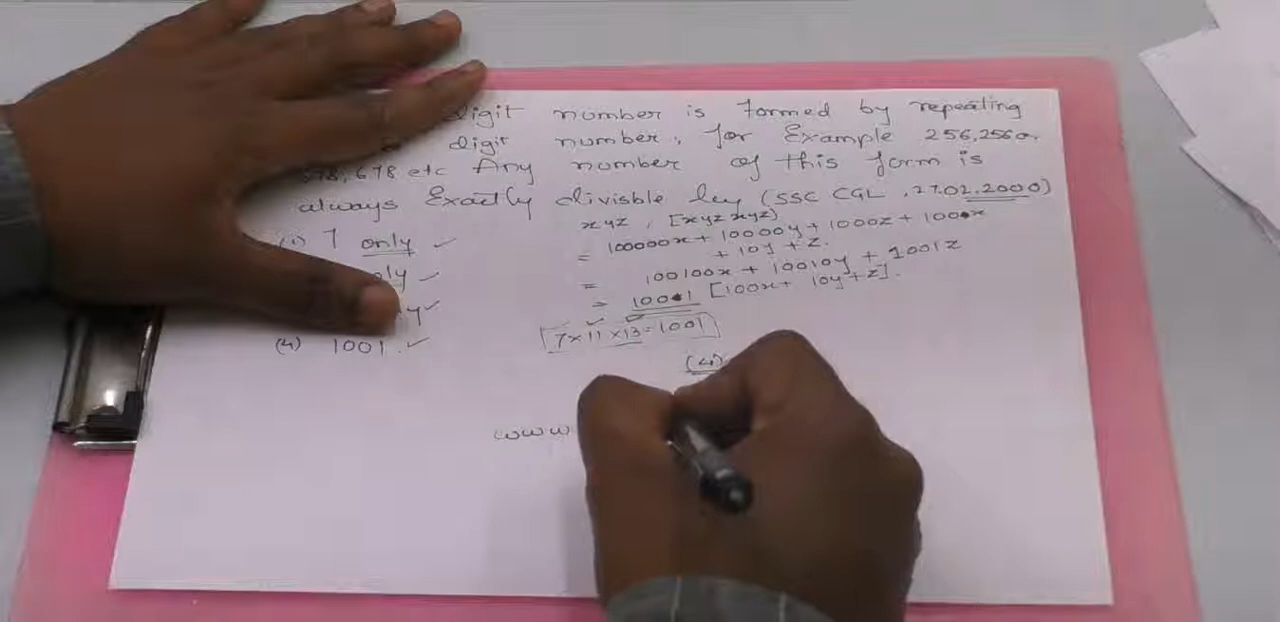 digit number is formed by repeating
digit number, for Example 256,256 or
678,678 etc Any number of this form is
always Exactly divisible by (SSC CGL ,27.02.2000)
xyz , [xyz xyz)
(1) 7 only ✓
= 100000x + 10000y + 1000z + 100x
+ 10y + z.
✓
= 100100x + 10010y + 1001z
✓
= 1001 [100x + 10y + z].
7×11×13=1001
(4) 1001. ✓
(4)
www